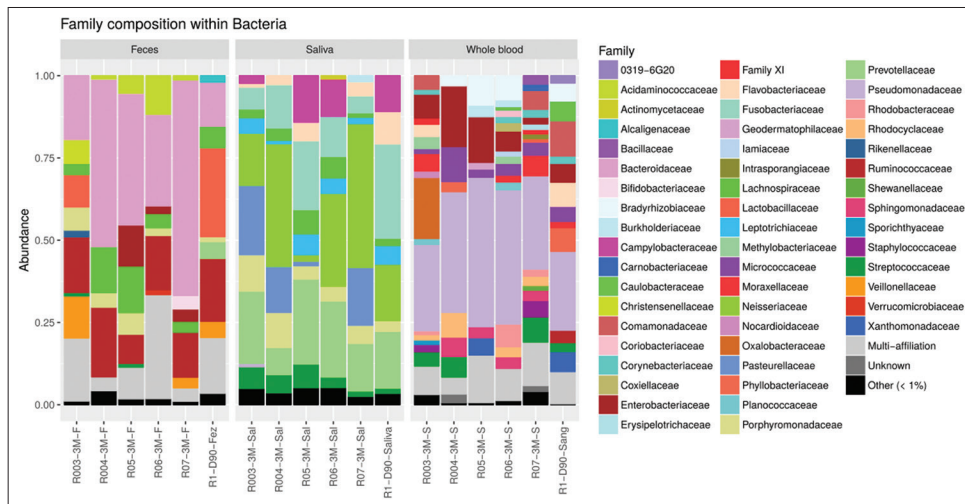 Family composition within Bacteria
Feces
Saliva
Whole blood
Abundance
1.00
0.75
0.50
0.25
0.00
R003-3M-F
R004-3M-F
R05-3M-F
R06-3M-F
R07-3M-F
R1-D90-Fez
R003-3M-Sal
R004-3M-Sal
R05-3M-Sal
R06-3M-Sal
R07-3M-Sal
R1-D90-Saliva
R003-3M-S
R004-3M-S
R05-3M-S
R06-3M-S
R07-3M-S
R1-D90-Sang
Family
0319-6G20
Acidaminococcaceae
Actinomycetaceae
Alcaligenaceae
Bacillaceae
Bacteroidaceae
Bifidobacteriaceae
Bradyrhizobiaceae
Burkholderiaceae
Campylobacteraceae
Carnobacteriaceae
Caulobacteraceae
Christensenellaceae
Comamonadaceae
Coriobacteriaceae
Corynebacteriaceae
Coxiellaceae
Enterobacteriaceae
Erysipelotrichaceae
Family XI
Flavobacteriaceae
Fusobacteriaceae
Geodermatophilaceae
Iamiaceae
Intrasporangiaceae
Lachnospiraceae
Lactobacillaceae
Leptotrichiaceae
Methylobacteriaceae
Micrococcaceae
Moraxellaceae
Neisseriaceae
Nocardioidaceae
Oxalobacteraceae
Pasteurellaceae
Phyllobacteriaceae
Planococcaceae
Porphyromonadaceae
Prevotellaceae
Pseudomonadaceae
Rhodobacteraceae
Rhodocyclaceae
Rikenellaceae
Ruminococcaceae
Shewanellaceae
Sphingomonadaceae
Sporichthyaceae
Staphylococcaceae
Streptococcaceae
Veillonellaceae
Verrucomicrobiaceae
Xanthomonadaceae
Multi-affiliation
Unknown
Other (< 1%)